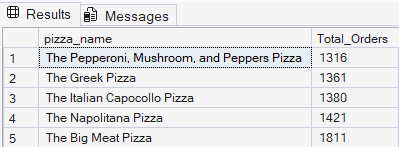 Results Messages
pizza_name Total_Orders
1 The Pepperoni, Mushroom, and Peppers Pizza 1316
2 The Greek Pizza 1361
3 The Italian Capocollo Pizza 1380
4 The Napolitana Pizza 1421
5 The Big Meat Pizza 1811